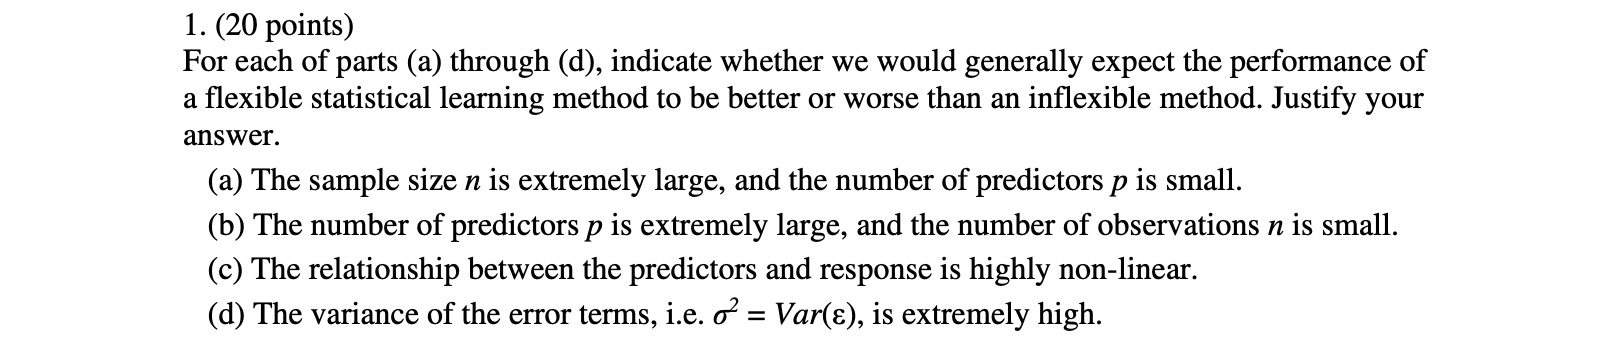 1. (20 points)
For each of parts (a) through (d), indicate whether we would generally expect the performance of
a flexible statistical learning method to be better or worse than an inflexible method. Justify your
answer.
(a) The sample size n is extremely large, and the number of predictors p is small.
(b) The number of predictors p is extremely large, and the number of observations n is small.
(c) The relationship between the predictors and response is highly non-linear.
(d) The variance of the error terms, i.e. σ² = Var(ε), is extremely high.